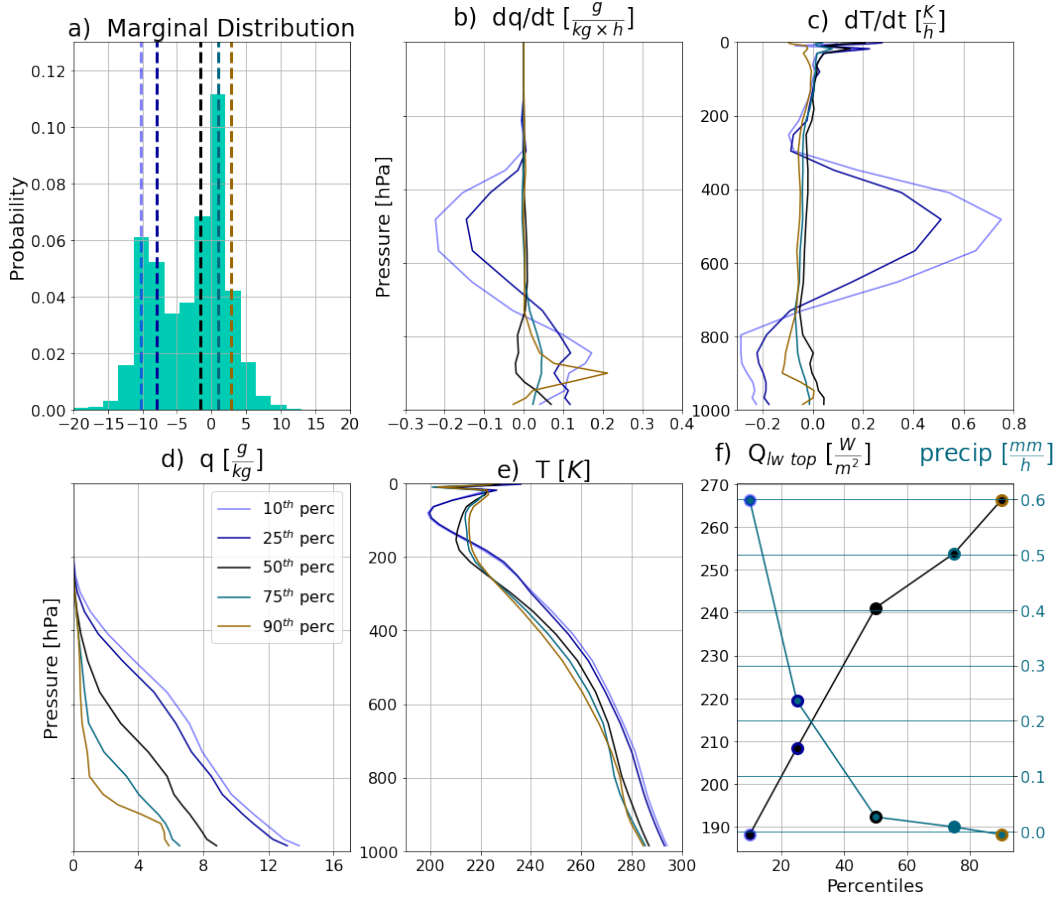 a) Marginal Distribution
b) dq/dt [g/(kg × h)]
c) dT/dt [K/h]
Probability
0.13
0.12
0.10
0.08
0.06
0.04
0.02
0.00
−20 −15 −10 −5 0 5 10 15 20
Pressure [hPa]
−0.3 −0.2 −0.1 0.0 0.1 0.2 0.3 0.4
0
200
400
600
800
1000
−0.2 0.0 0.2 0.4 0.6 0.8
d) q [g/kg]
e) T [K]
f) Q_lw top [W/m²] precip [mm/h]
Pressure [hPa]
10th perc
25th perc
50th perc
75th perc
90th perc
0 4 8 12 16
0
200
400
600
800
1000
200 220 240 260 280 300
270
260
250
240
230
220
210
200
190
0.6
0.5
0.4
0.3
0.2
0.1
0.0
20 40 60 80
Percentiles